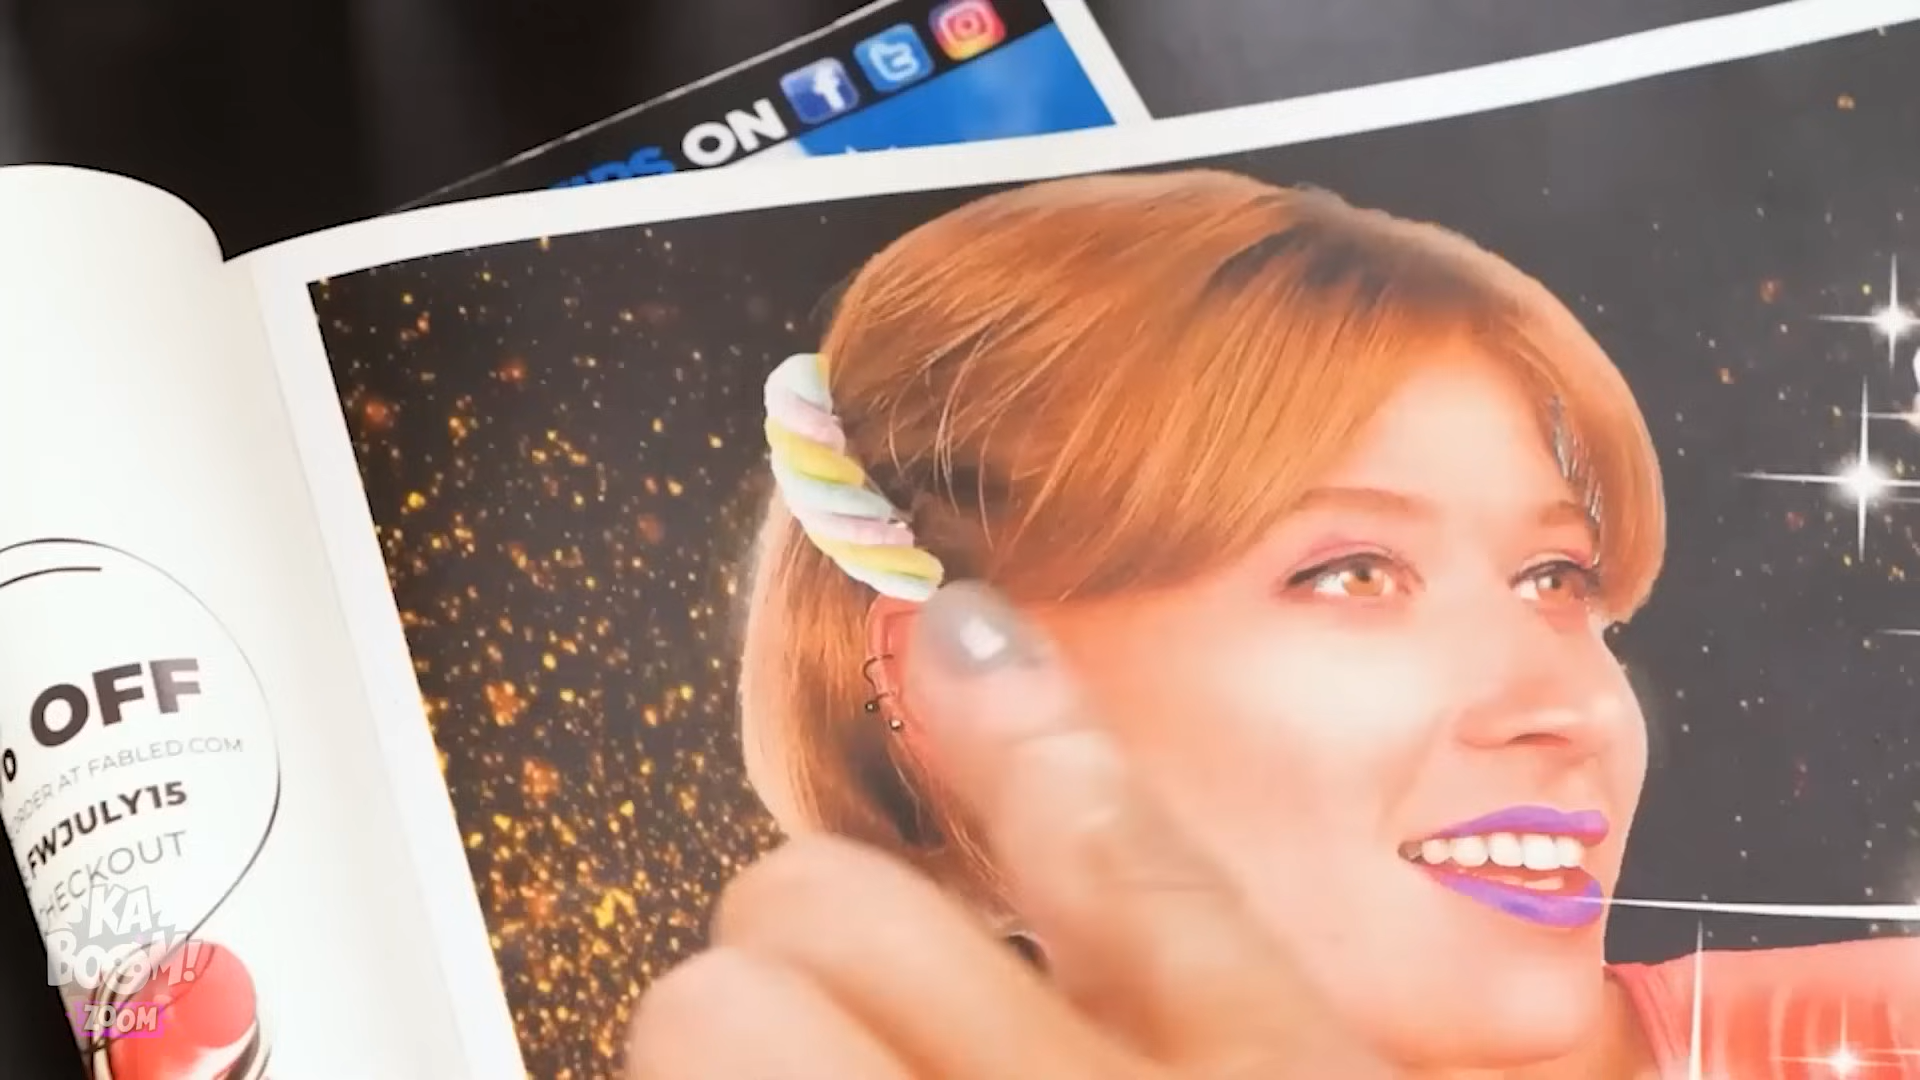 ON
OFF
ORDER AT FABLED.COM
FWJULY15
CHECKOUT
KA
BOOM!
ZOOM